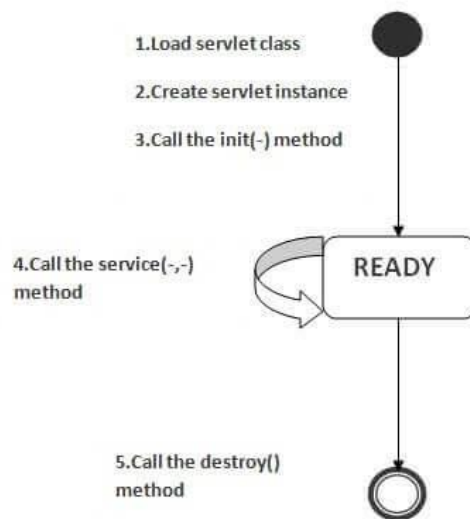 1.Load servlet class
2.Create servlet instance
3.Call the init(-) method
READY
4.Call the service(-,-)
method
5.Call the destroy()
method